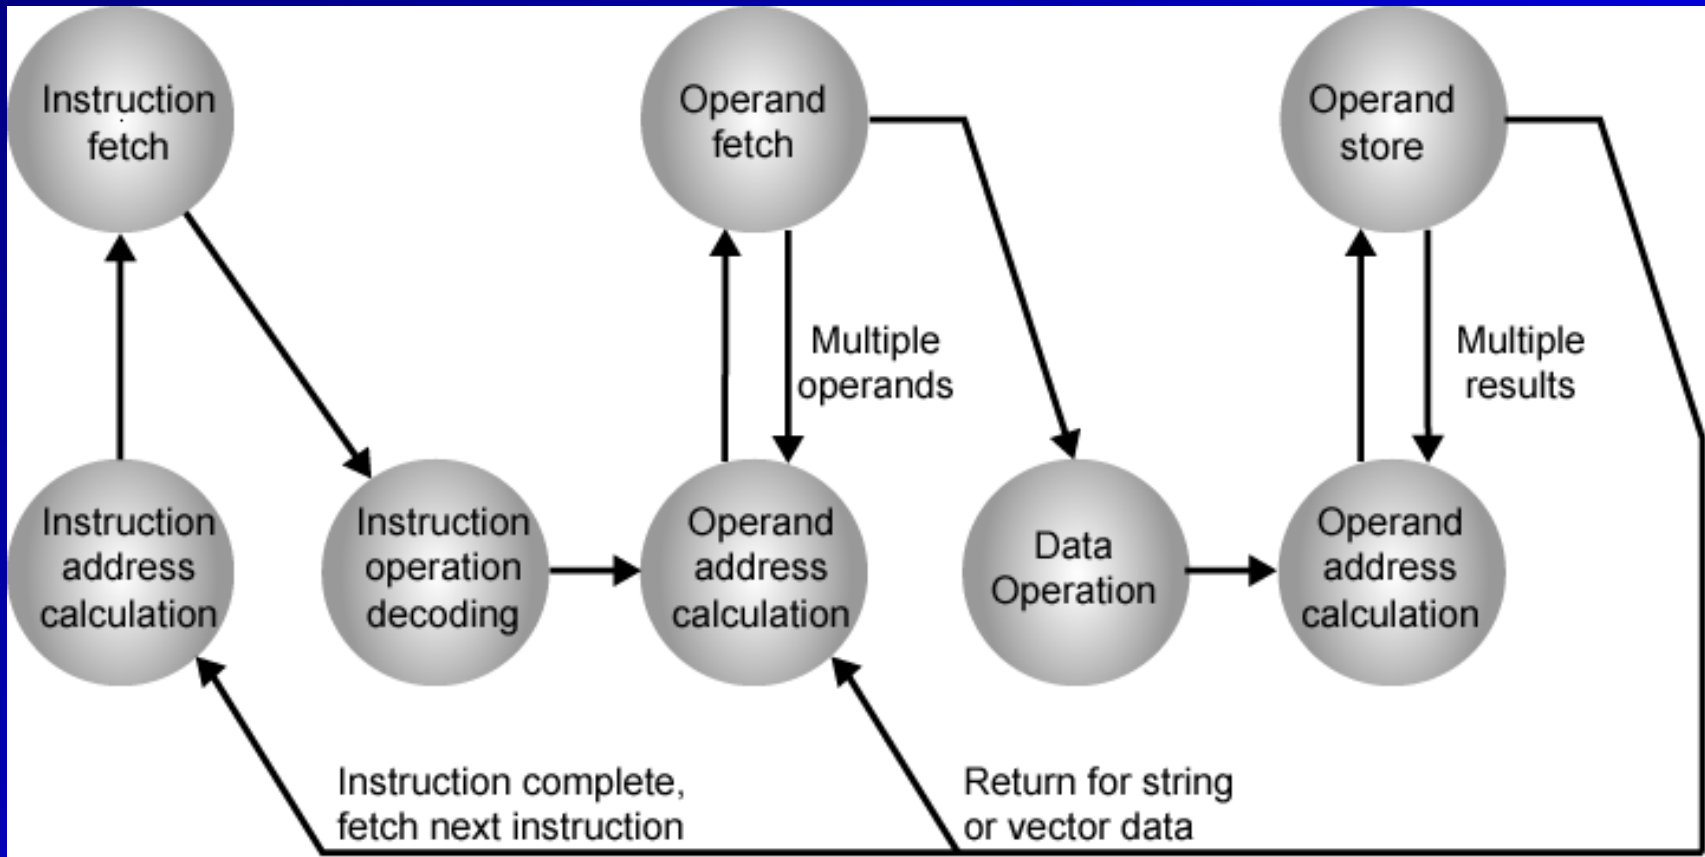 Instruction
fetch
Operand
fetch
Operand
store
Multiple
operands
Multiple
results
Instruction
address
calculation
Instruction
operation
decoding
Operand
address
calculation
Data
Operation
Operand
address
calculation
Instruction complete,
fetch next instruction
Return for string
or vector data